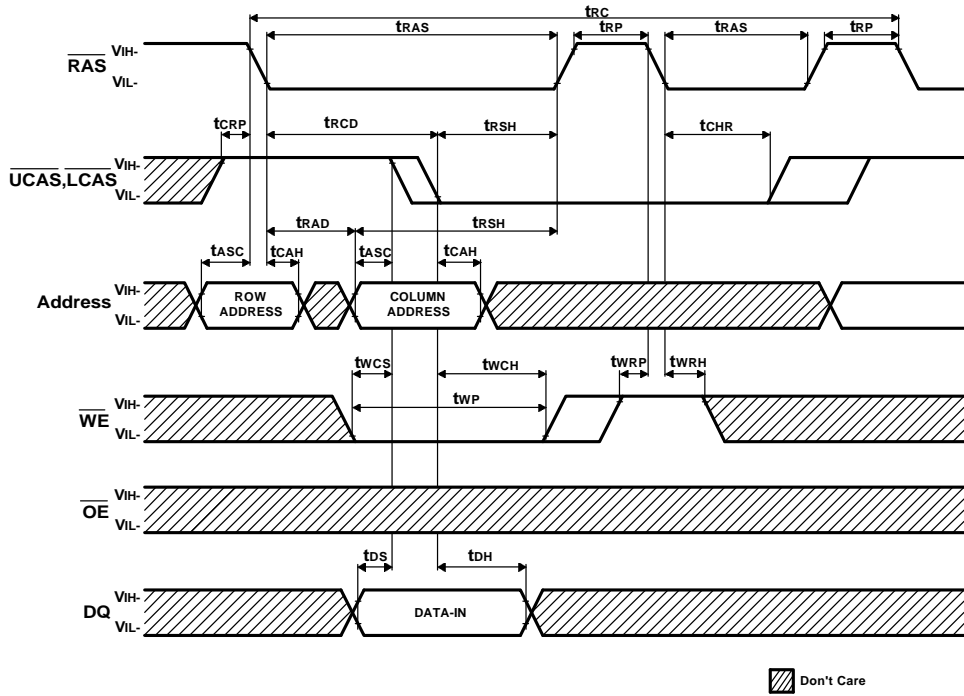 tRC
tRAS tRP tRAS tRP
RAS VIH-
VIL-
tCRP tRCD tRSH tCHR
UCAS,LCAS VIH-
VIL-
tRAD tRSH
tASC tCAH tASC tCAH
Address VIH-
VIL-
ROW
ADDRESS
COLUMN
ADDRESS
tWCS tWCH tWRP tWRH
tWP
WE VIH-
VIL-
OE VIH-
VIL-
tDS tDH
DQ VIH-
VIL-
DATA-IN
Don't Care